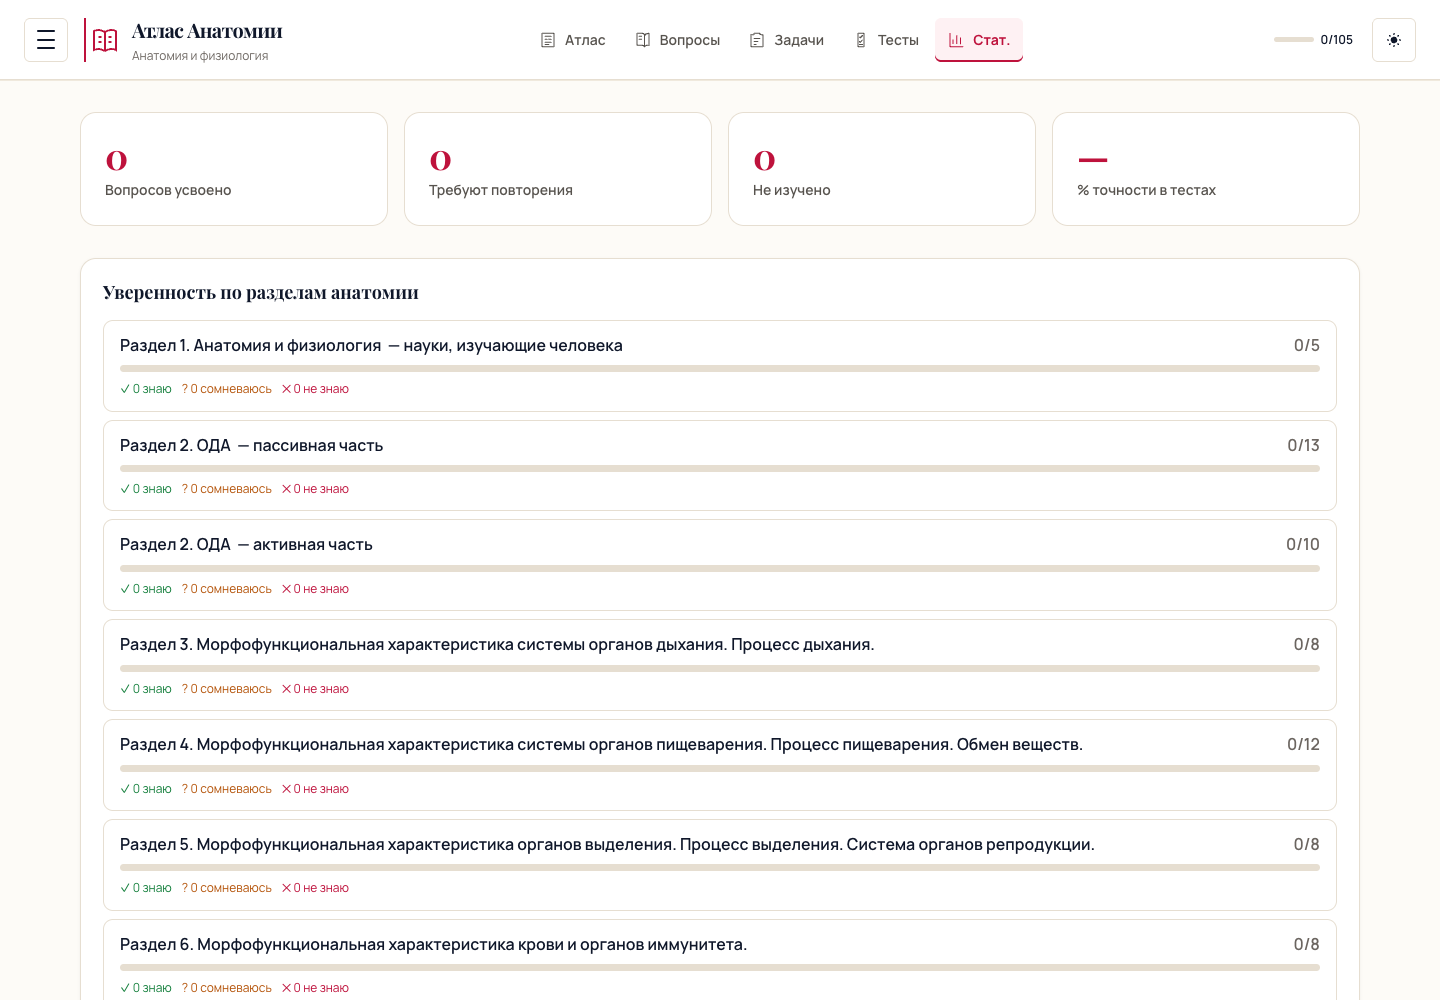 Атлас Анатомии
Анатомия и физиология
Атлас
Вопросы
Задачи
Тесты
Стат.
0/105
0
Вопросов усвоено
0
Требуют повторения
0
Не изучено
—
% точности в тестах
Уверенность по разделам анатомии
Раздел 1. Анатомия и физиология — науки, изучающие человека
0/5
✓ 0 знаю ? 0 сомневаюсь ✕ 0 не знаю
Раздел 2. ОДА — пассивная часть
0/13
✓ 0 знаю ? 0 сомневаюсь ✕ 0 не знаю
Раздел 2. ОДА — активная часть
0/10
✓ 0 знаю ? 0 сомневаюсь ✕ 0 не знаю
Раздел 3. Морфофункциональная характеристика системы органов дыхания. Процесс дыхания.
0/8
✓ 0 знаю ? 0 сомневаюсь ✕ 0 не знаю
Раздел 4. Морфофункциональная характеристика системы органов пищеварения. Процесс пищеварения. Обмен веществ.
0/12
✓ 0 знаю ? 0 сомневаюсь ✕ 0 не знаю
Раздел 5. Морфофункциональная характеристика органов выделения. Процесс выделения. Система органов репродукции.
0/8
✓ 0 знаю ? 0 сомневаюсь ✕ 0 не знаю
Раздел 6. Морфофункциональная характеристика крови и органов иммунитета.
0/8
✓ 0 знаю ? 0 сомневаюсь ✕ 0 не знаю